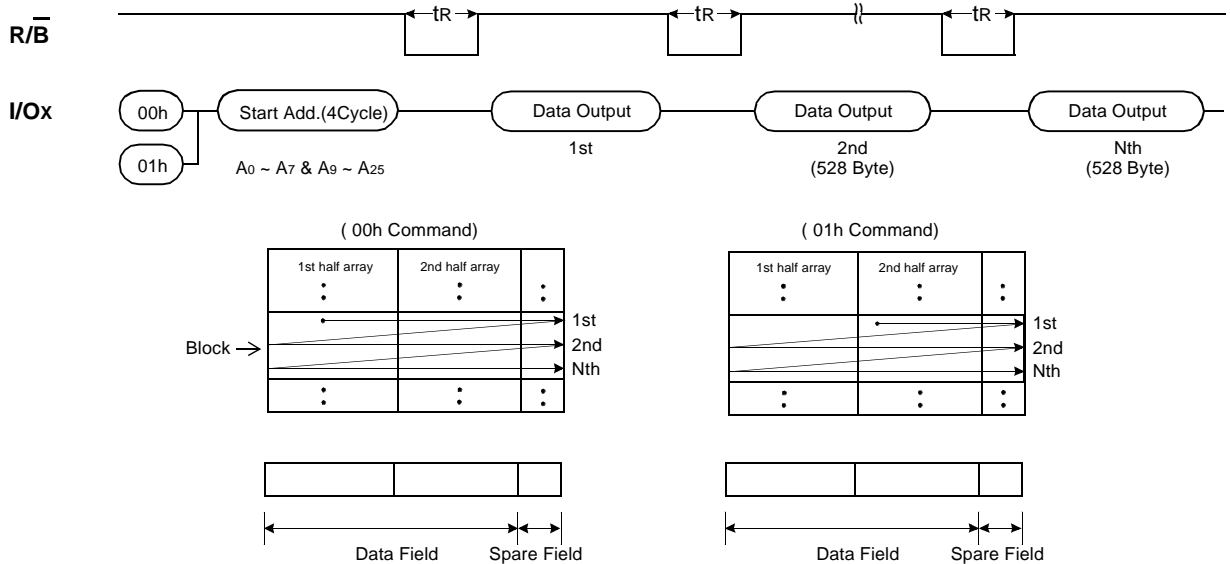 tR tR tR
R/B
I/Ox
00h Start Add.(4Cycle) Data Output Data Output Data Output
01h
A0 ~ A7 & A9 ~ A25
1st 2nd Nth
(528 Byte) (528 Byte)
( 00h Command) ( 01h Command)
1st half array 2nd half array 1st half array 2nd half array
1st 1st
Block 2nd 2nd
Nth Nth
Data Field Spare Field Data Field Spare Field